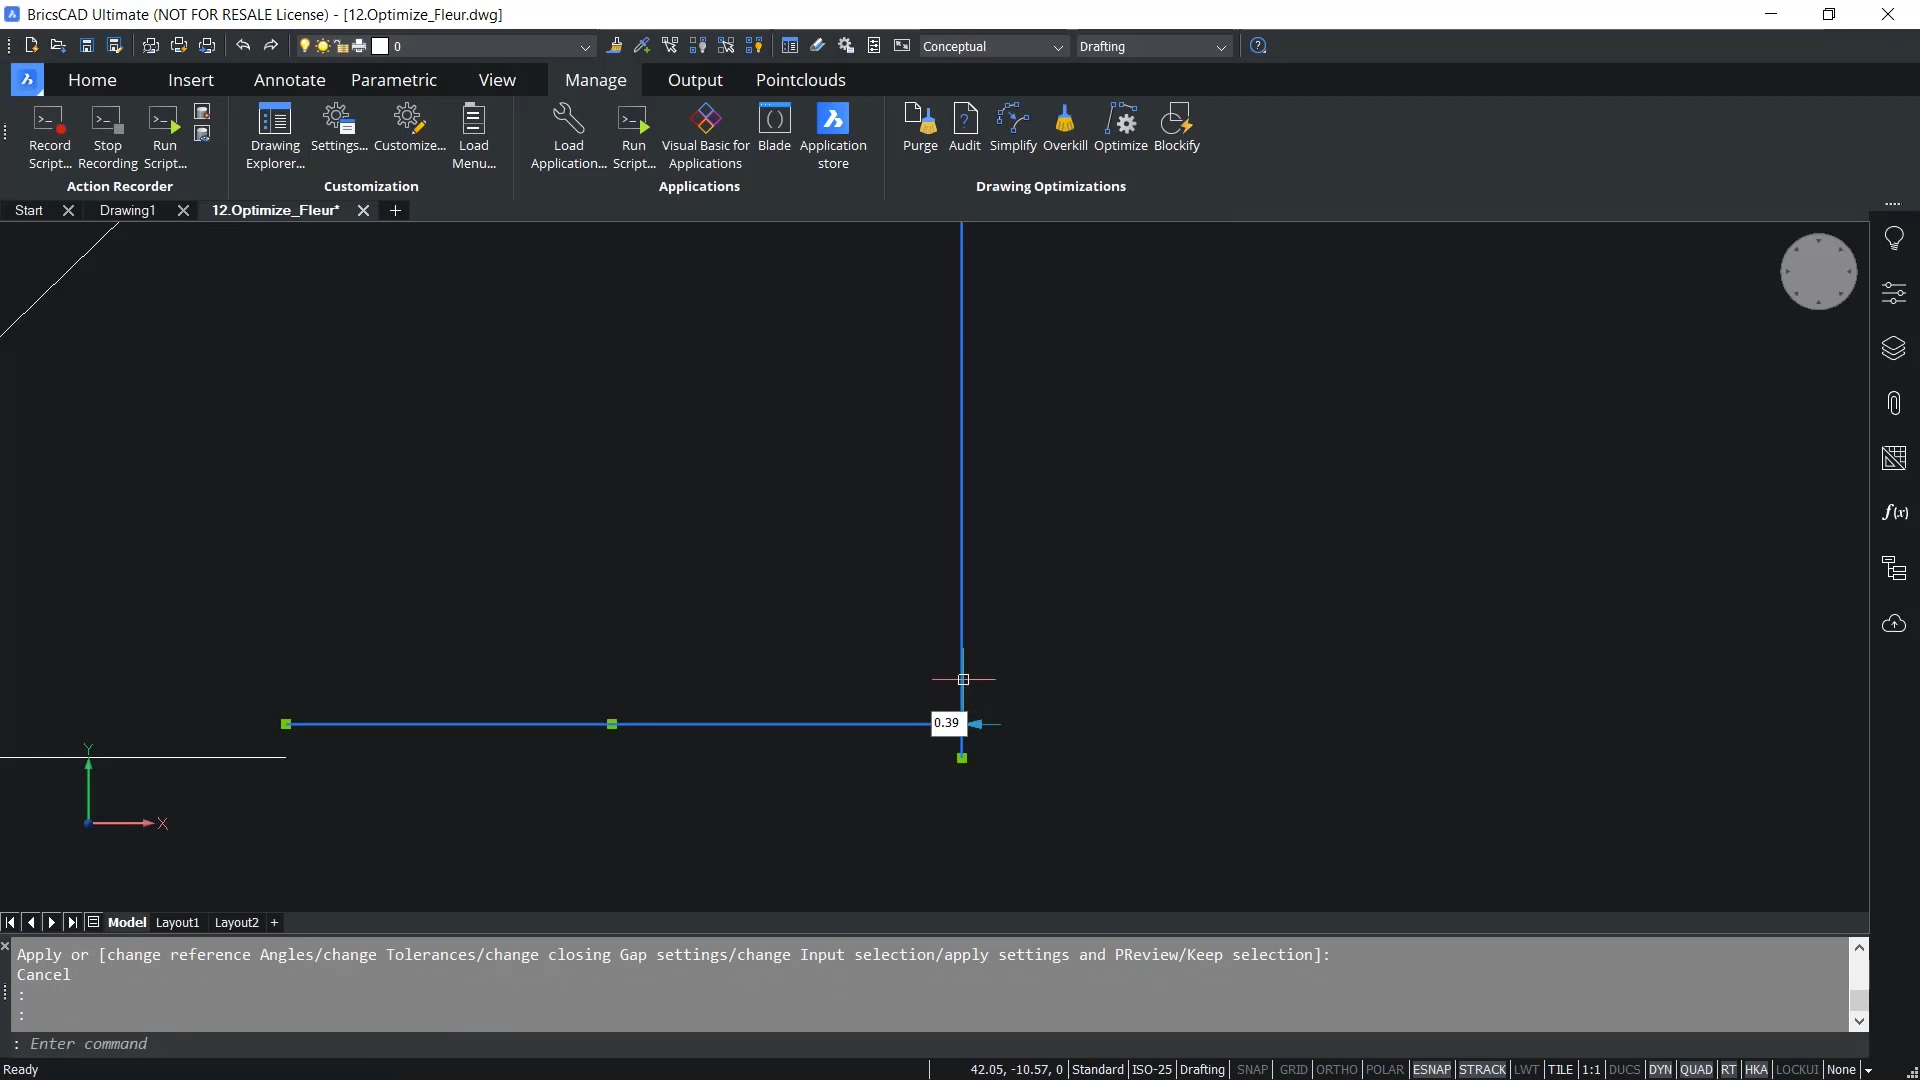 BricsCAD Ultimate (NOT FOR RESALE License) - [12.Optimize_Fleur.dwg]
0 Conceptual Drafting
Home Insert Annotate Parametric View Manage Output Pointclouds
Record Script... Stop Recording Run Script...
Drawing Explorer... Settings... Customize... Load Menu...
Load Application... Run Script... Visual Basic for Applications Blade Application store
Purge Audit Simplify Overkill Optimize Blockify
Action Recorder Customization Applications Drawing Optimizations
Start Drawing1 12.Optimize_Fleur* +
0.39
Y
X
Model Layout1 Layout2 +
Apply or [change reference Angles/change Tolerances/change closing Gap settings/change Input selection/apply settings and PReview/Keep selection]:
Cancel
:
:
: Enter command
Ready 42.05, -10.57, 0 Standard ISO-25 Drafting SNAP GRID ORTHO POLAR ESNAP STRACK LWT TILE 1:1 DUCS DYN QUAD RT HKA LOCKUI None
f(x)